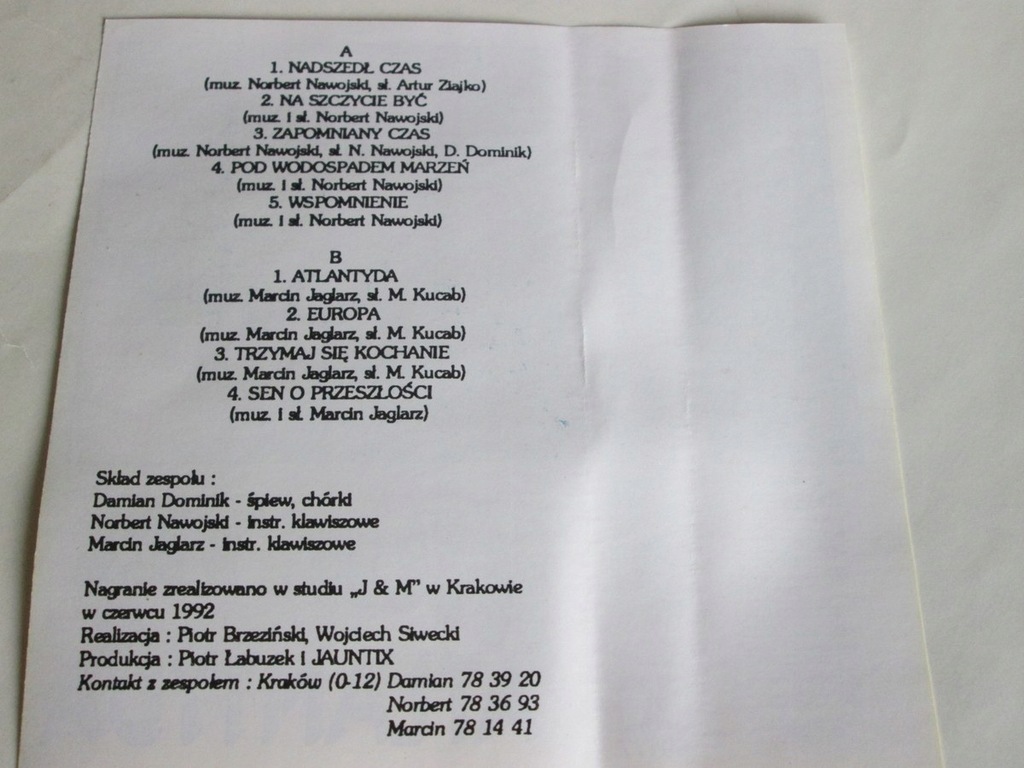 A
1. NADSZEDŁ CZAS
(muz. Norbert Nawojski, sł. Artur Ziajko)
2. NA SZCZYCIE BYĆ
(muz. i sł. Norbert Nawojski)
3. ZAPOMNIANY CZAS
(muz. Norbert Nawojski, sł. N. Nawojski, D. Dominik)
4. POD WODOSPADEM MARZEŃ
(muz. i sł. Norbert Nawojski)
5. WSPOMNIENIE
(muz. i sł. Norbert Nawojski)
B
1. ATLANTYDA
(muz. Marcin Jaglarz, sł. M. Kucab)
2. EUROPA
(muz. Marcin Jaglarz, sł. M. Kucab)
3. TRZYMAJ SIĘ KOCHANIE
(muz. Marcin Jaglarz, sł. M. Kucab)
4. SEN O PRZESZŁOŚCI
(muz. i sł. Marcin Jaglarz)
Skład zespołu :
Damian Dominik - śpiew, chórki
Norbert Nawojski - instr. klawiszowe
Marcin Jaglarz - instr. klawiszowe
Nagranie zrealizowano w studiu „J & M" w Krakowie
w czerwcu 1992
Realizacja : Piotr Brzeziński, Wojciech Siwecki
Produkcja : Piotr Łabuzek i JAUNTIX
Kontakt z zespołem : Kraków (0-12) Damian 78 39 20
Norbert 78 36 93
Marcin 78 14 41